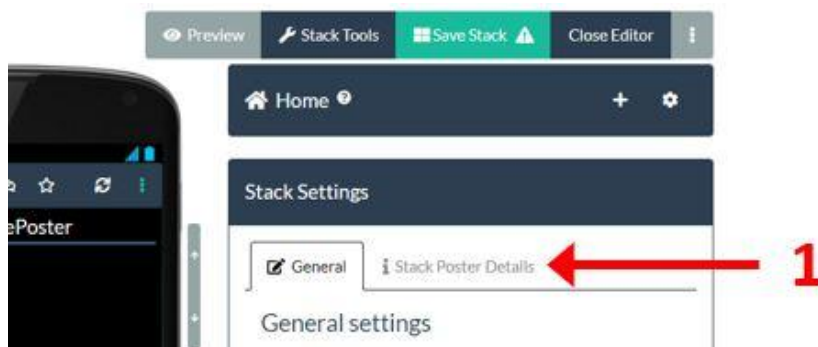 Preview Stack Tools Save Stack Close Editor
Home
Stack Settings
ePoster
General Stack Poster Details
1
General settings